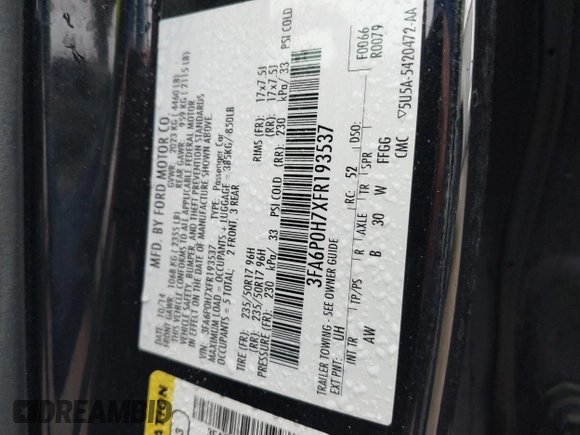 MFD. BY FORD MOTOR CO.
DATE: 10/14 GVWR: 2023 KG ( 4460 LB)
FRONT GAWR: 1068 KG ( 2355 LB) REAR GAWR: 959 KG ( 2115 LB)
THIS VEHICLE CONFORMS TO ALL APPLICABLE FEDERAL MOTOR
VEHICLE SAFETY, BUMPER, AND THEFT PREVENTION STANDARDS
IN EFFECT ON THE DATE OF MANUFACTURE SHOWN ABOVE.
VIN: 3FA6P0H7XFR193537 TYPE: Passenger Car
MAXIMUM LOAD = OCCUPANTS + LUGGAGE = 385KG/ 850LB
OCCUPANTS = 5 TOTAL: 2 FRONT, 3 REAR
TIRE (FR): 235/50R17 96H RIMS (FR): 17x7.5J
(RR): 235/50R17 96H (RR): 17x7.5J
PRESSURE (FR): 230 kPa/ 33 PSI COLD (RR): 230 kPa/ 33 PSI COLD
3FA6P0H7XFR193537
TRAILER TOWING - SEE OWNER GUIDE
F0066
R0079
EXT PNT: UH RC: 52 DSO:
INT TR TP/PS R AXLE TR SPR
AW B 30 W FFGG
CMC ▽5U5A-5420472-AA
DREAMBID